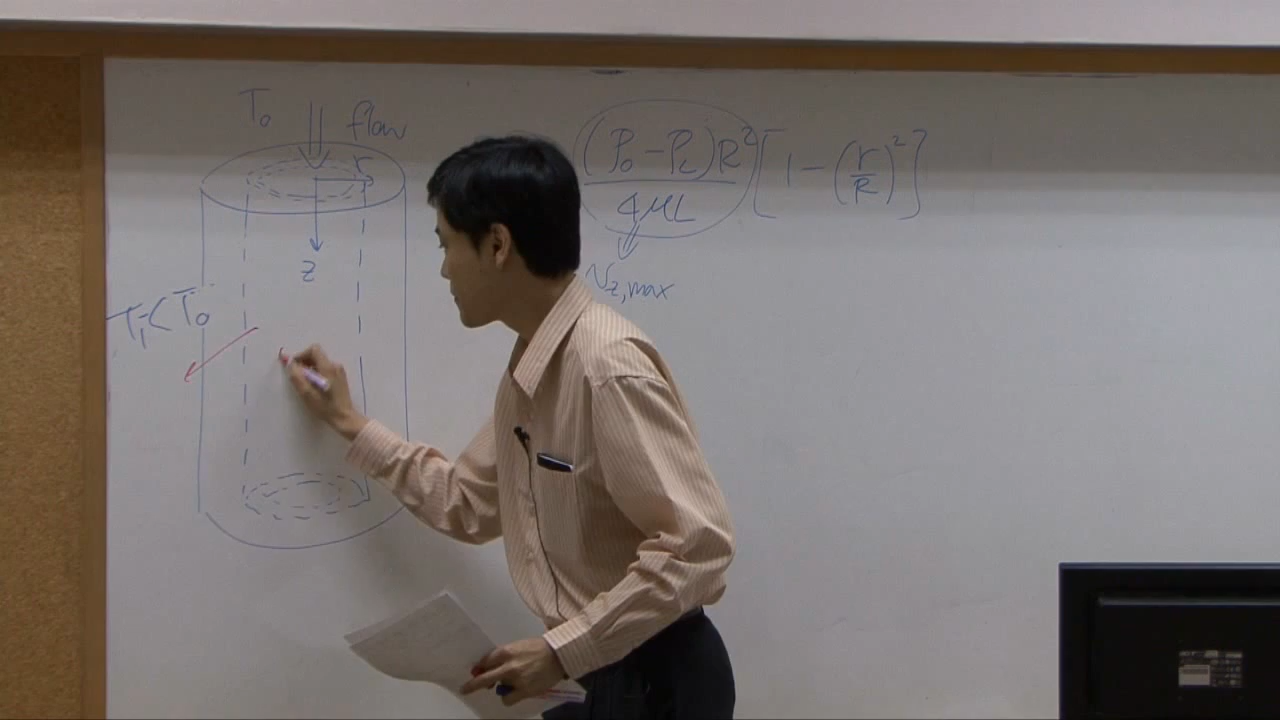 T₀
flow
r
z
T₁ < T₀
(P₀ - P_L)R² / 4μL [1 - (r/R)²]
v_z,max